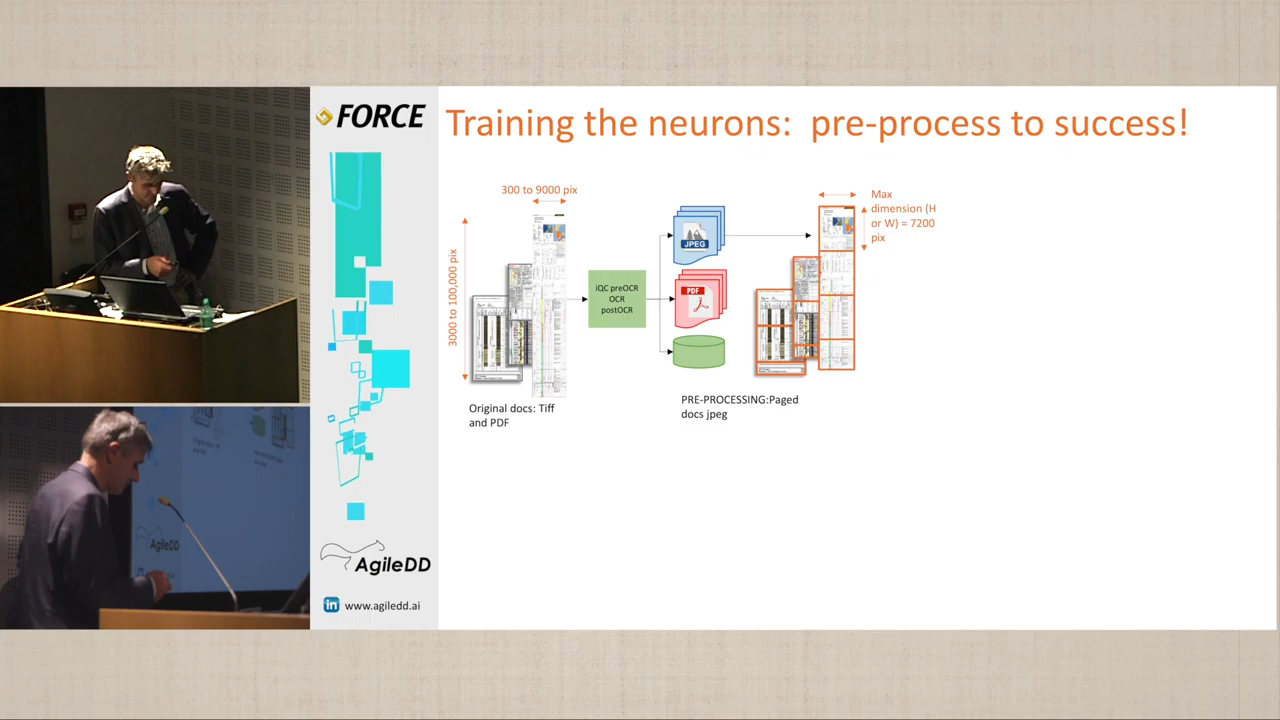 FORCE
Training the neurons: pre-process to success!
300 to 9000 pix
3000 to 100,000 pix
JPEG
PDF
iQC preOCR
OCR
postOCR
Max
dimension (H
or W) = 7200
pix
Original docs: Tiff
and PDF
PRE-PROCESSING:Paged
docs jpeg
AgileDD
in www.agiledd.ai
AgileDD